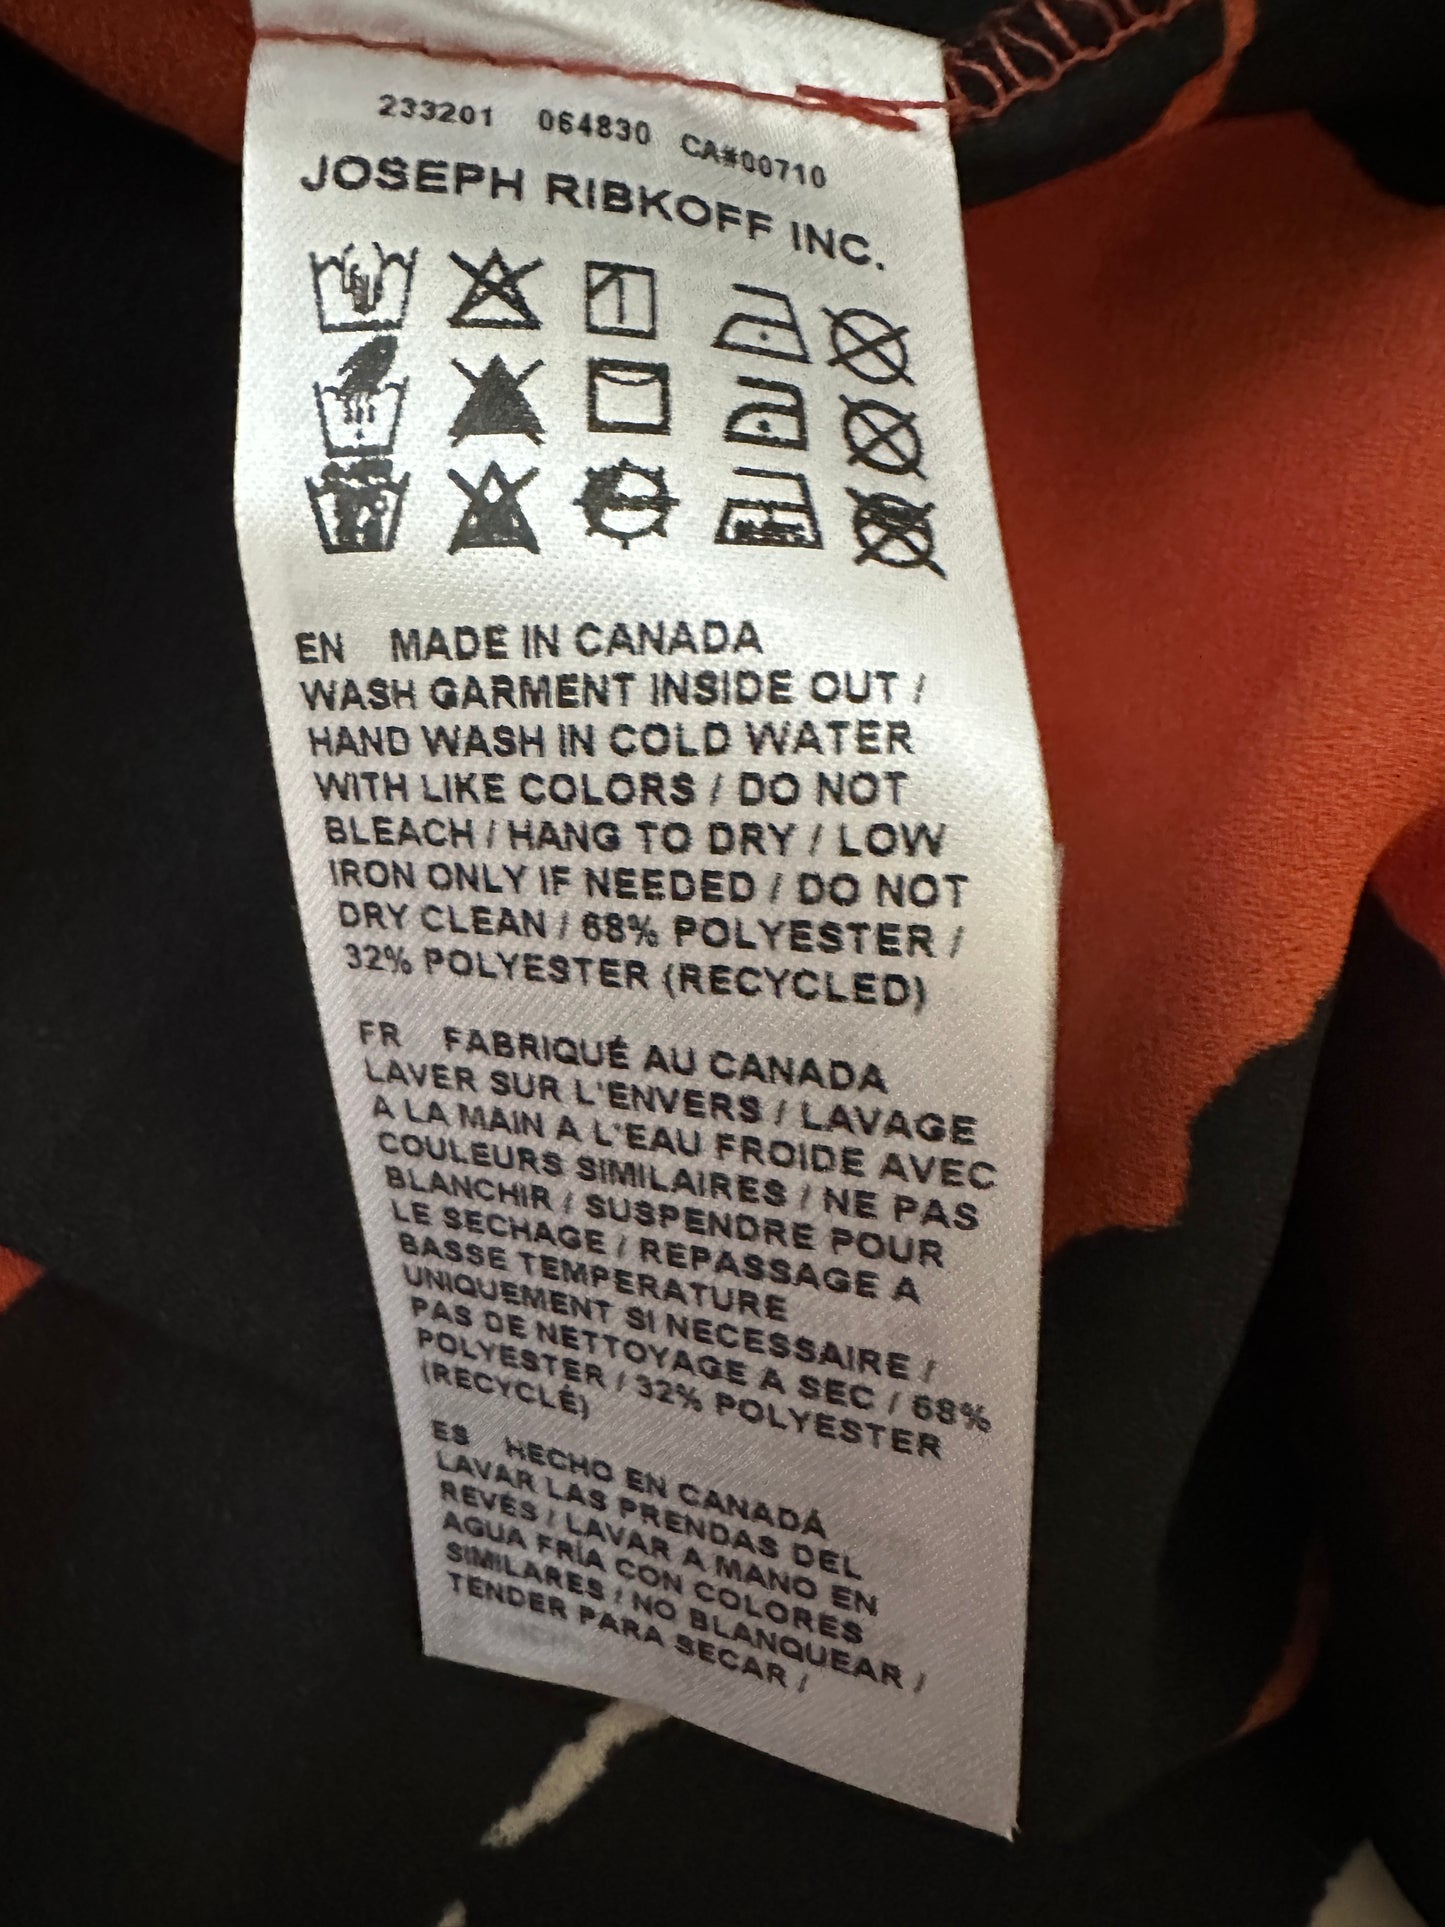 233201 064830 CA#00710
JOSEPH RIBKOFF INC.
EN MADE IN CANADA
WASH GARMENT INSIDE OUT /
HAND WASH IN COLD WATER
WITH LIKE COLORS / DO NOT
BLEACH / HANG TO DRY / LOW
IRON ONLY IF NEEDED / DO NOT
DRY CLEAN / 68% POLYESTER /
32% POLYESTER (RECYCLED)
FR FABRIQUÉ AU CANADA
LAVER SUR L'ENVERS / LAVAGE
A LA MAIN A L'EAU FROIDE AVEC
COULEURS SIMILAIRES / NE PAS
BLANCHIR / SUSPENDRE POUR
LE SECHAGE / REPASSAGE A
BASSE TEMPERATURE
UNIQUEMENT SI NECESSAIRE /
PAS DE NETTOYAGE A SEC / 68%
POLYESTER / 32% POLYESTER
(RECYCLÉ)
ES HECHO EN CANADÁ
LAVAR LAS PRENDAS DEL
REVÉS / LAVAR A MANO EN
AGUA FRÍA CON COLORES
SIMILARES / NO BLANQUEAR /
TENDER PARA SECAR /